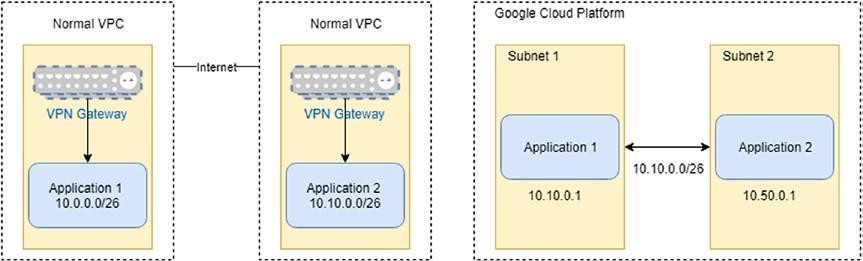 Normal VPC
VPN Gateway
Application 1
10.0.0.0/26
Internet
Normal VPC
VPN Gateway
Application 2
10.10.0.0/26
Google Cloud Platform
Subnet 1
Application 1
10.10.0.1
10.10.0.0/26
Subnet 2
Application 2
10.50.0.1